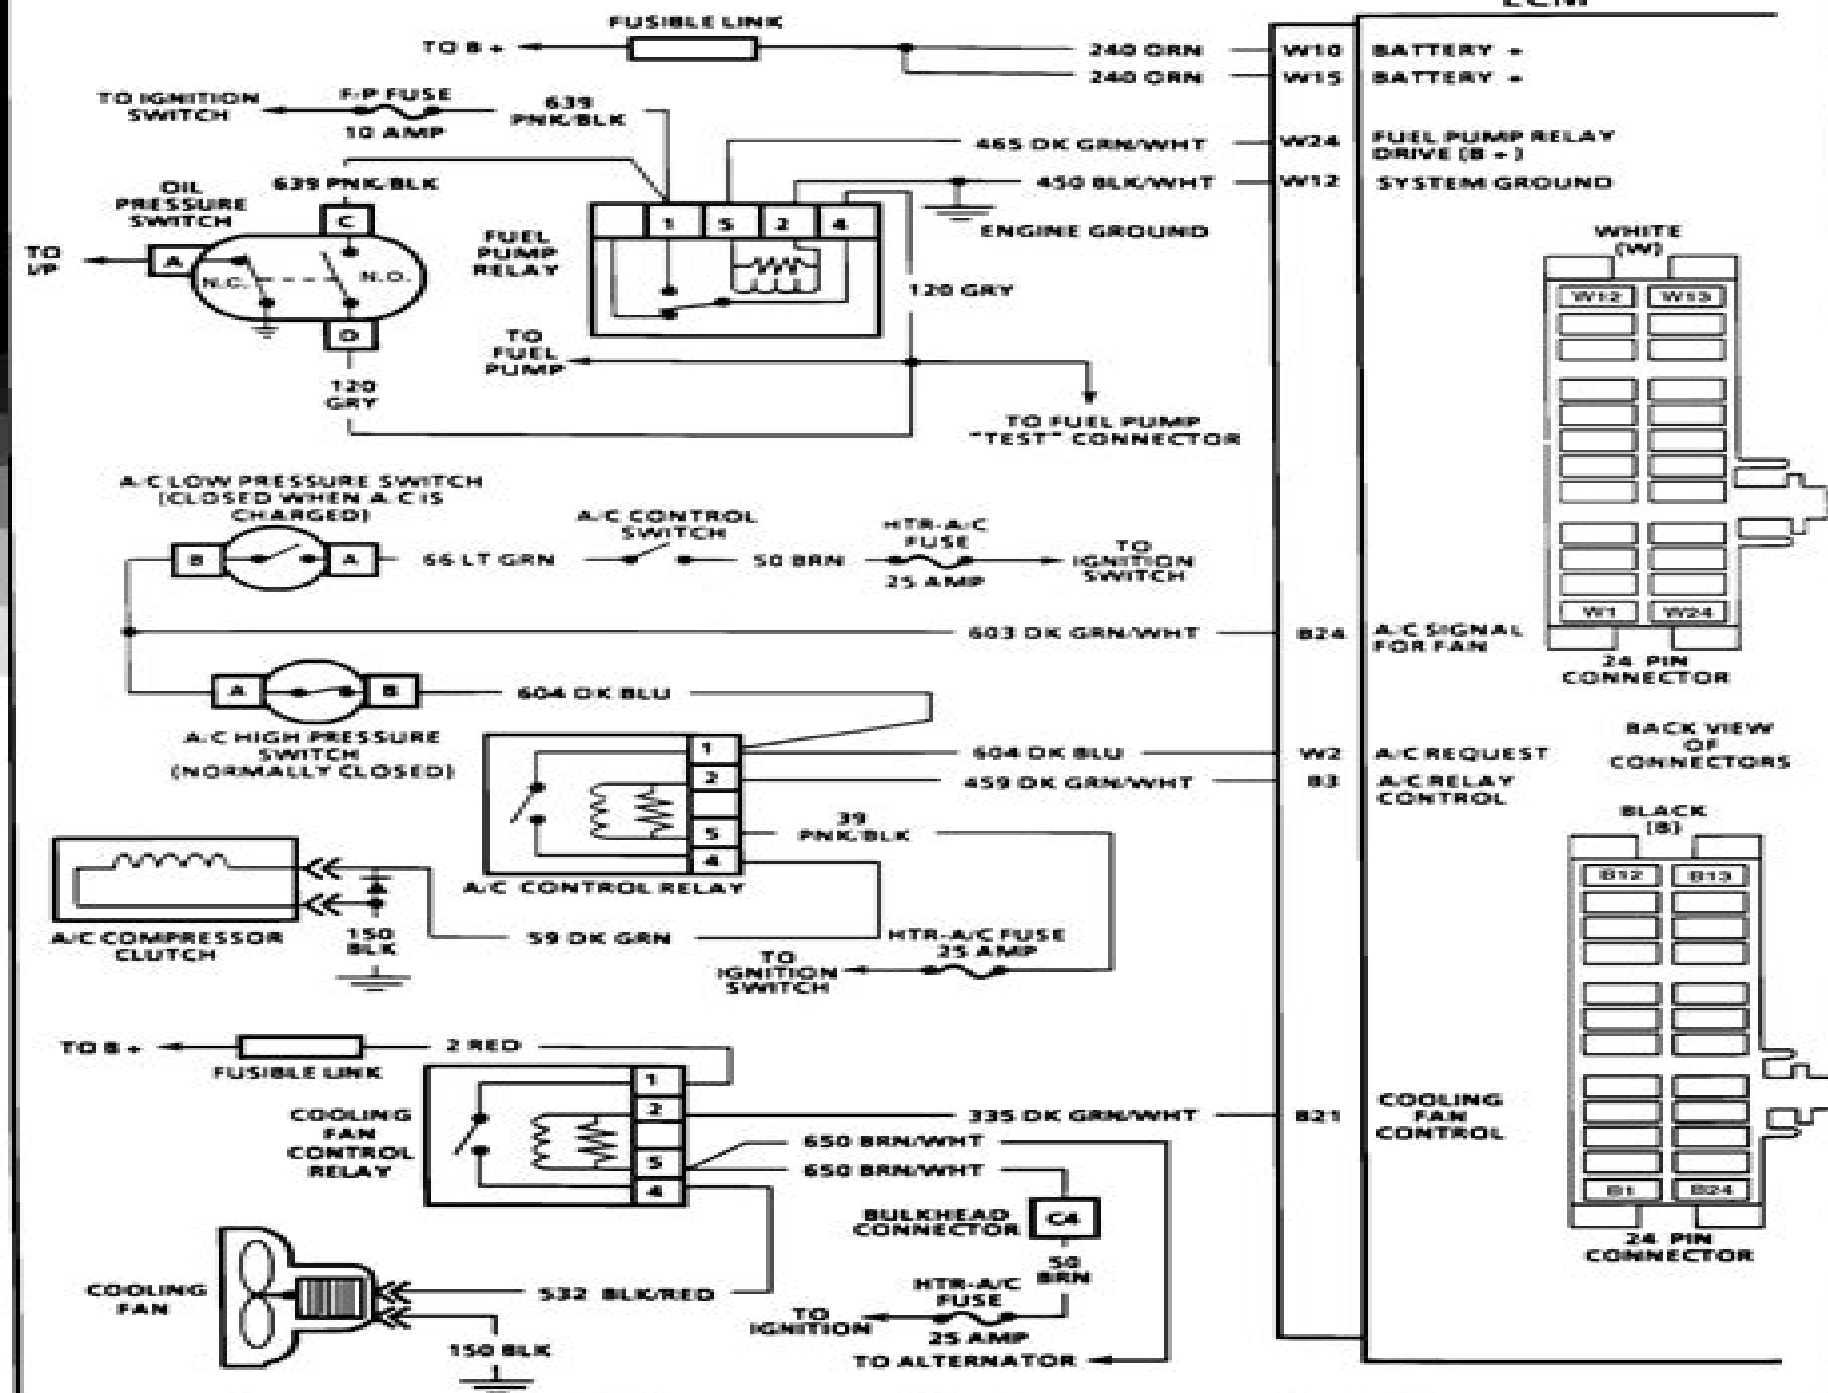 FUSIBLE LINK
TO B +
240 ORN
W10
BATTERY +
240 ORN
W15
BATTERY +
TO IGNITION
SWITCH
F/P FUSE
10 AMP
639
PNK/BLK
465 DK GRN/WHT
W24
FUEL PUMP RELAY
DRIVE (B +)
639 PNK/BLK
450 BLK/WHT
W12
SYSTEM GROUND
OIL
PRESSURE
SWITCH
C
1
5
2
4
ENGINE GROUND
FUEL
PUMP
RELAY
TO
I/P
A
N.C.
N.O.
D
120 GRY
TO
FUEL
PUMP
120
GRY
TO FUEL PUMP
"TEST" CONNECTOR
WHITE
(W)
W12
W13
W1
W24
24 PIN
CONNECTOR
A/C LOW PRESSURE SWITCH
(CLOSED WHEN A/C IS
CHARGED)
B
A
66 LT GRN
A/C CONTROL
SWITCH
50 BRN
HTR-A/C
FUSE
25 AMP
TO
IGNITION
SWITCH
603 DK GRN/WHT
B24
A/C SIGNAL
FOR FAN
A
B
604 DK BLU
A/C HIGH PRESSURE
SWITCH
(NORMALLY CLOSED)
1
2
5
4
604 DK BLU
W2
A/C REQUEST
459 DK GRN/WHT
B3
A/C RELAY
CONTROL
39
PNK/BLK
A/C CONTROL RELAY
BACK VIEW
OF
CONNECTORS
BLACK
(B)
B12
B13
B1
B24
24 PIN
CONNECTOR
A/C COMPRESSOR
CLUTCH
150
BLK
59 DK GRN
HTR-A/C FUSE
25 AMP
TO
IGNITION
SWITCH
TO B +
FUSIBLE LINK
2 RED
COOLING
FAN
CONTROL
RELAY
1
2
5
4
335 DK GRN/WHT
B21
COOLING
FAN
CONTROL
650 BRN/WHT
650 BRN/WHT
BULKHEAD
CONNECTOR
C4
50
BRN
COOLING
FAN
532 BLK/RED
150 BLK
HTR-A/C
FUSE
25 AMP
TO
IGNITION
TO ALTERNATOR